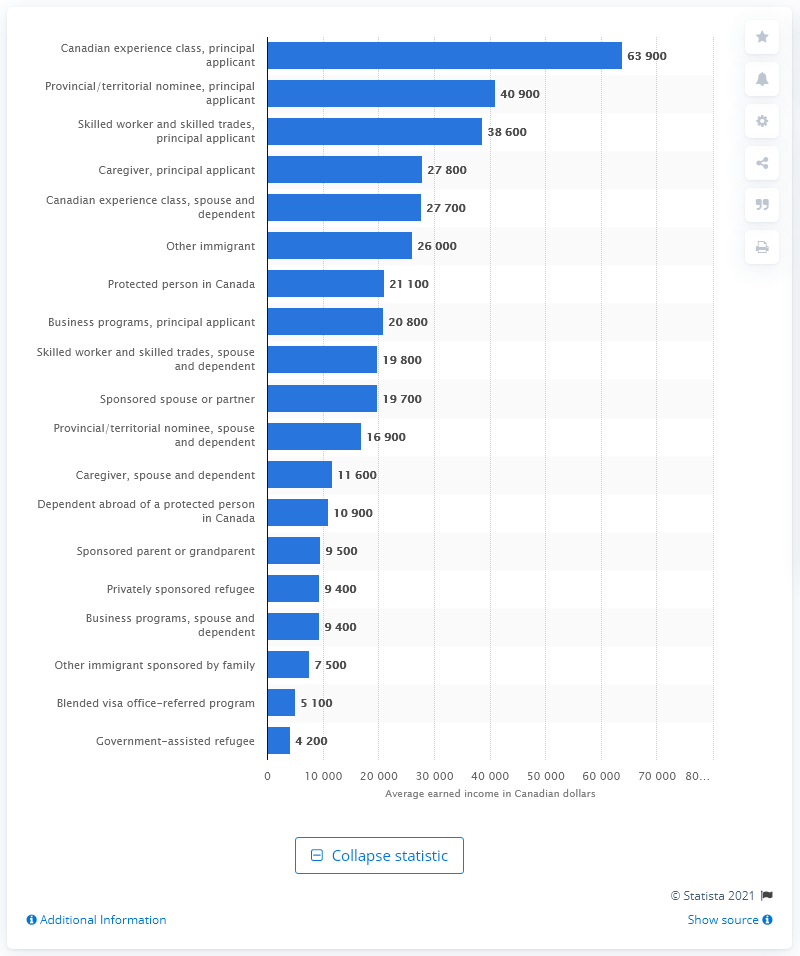 Canadian experience class, principal
applicant
63 900
Provincial/territorial nominee, principal
applicant
40 900
Skilled worker and skilled trades,
principal applicant
38 600
Caregiver, principal applicant
27 800
Canadian experience class, spouse and
dependent
27 700
Other immigrant
26 000
Protected person in Canada
21 100
Business programs, principal applicant
20 800
Skilled worker and skilled trades, spouse
and dependent
19 800
Sponsored spouse or partner
19 700
Provincial/territorial nominee, spouse
and dependent
16 900
Caregiver, spouse and dependent
11 600
Dependent abroad of a protected person
in Canada
10 900
Sponsored parent or grandparent
9 500
Privately sponsored refugee
9 400
Business programs, spouse and
dependent
9 400
Other immigrant sponsored by family
7 500
Blended visa office-referred program
5 100
Government-assisted refugee
4 200
0 10 000 20 000 30 000 40 000 50 000 60 000 70 000 80...
Average earned income in Canadian dollars
Collapse statistic
© Statista 2021
Additional Information
Show source